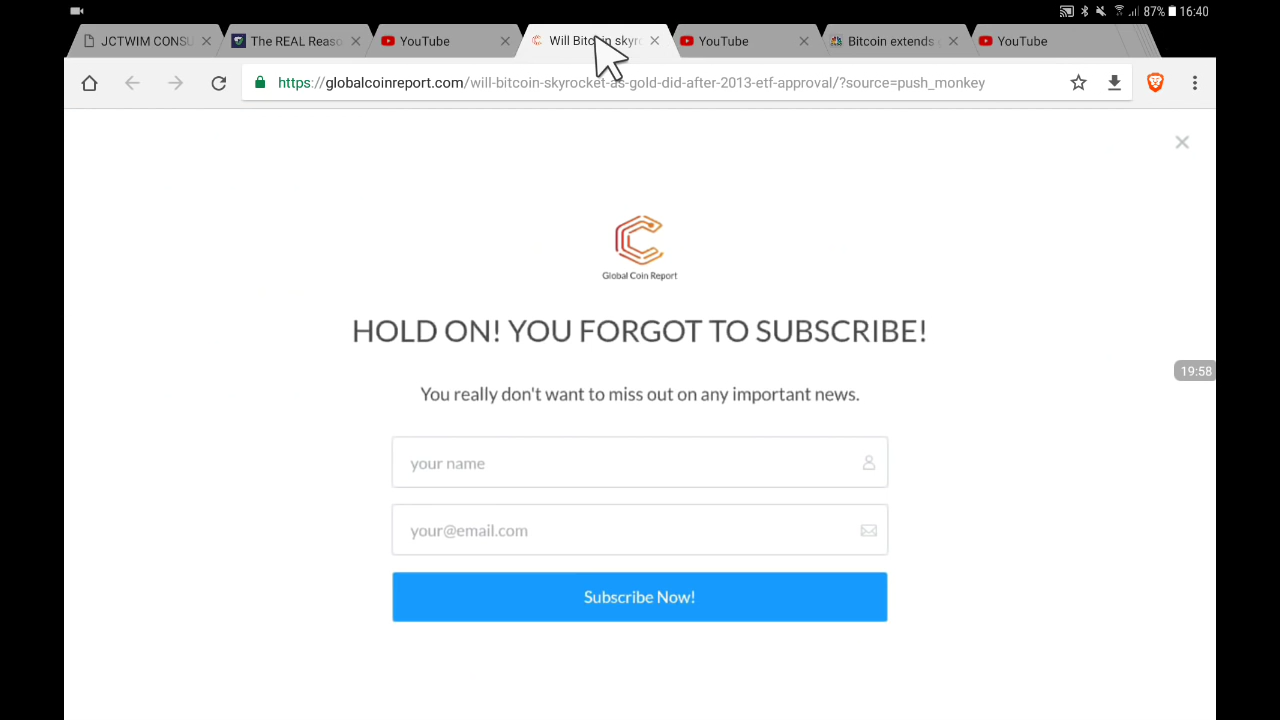 87% 16:40
JCTWIM CONSU
The REAL Reaso
YouTube
Will Bitcoin skyro
YouTube
Bitcoin extends g
YouTube
https://globalcoinreport.com/will-bitcoin-skyrocket-as-gold-did-after-2013-etf-approval/?source=push_monkey
Global Coin Report
HOLD ON! YOU FORGOT TO SUBSCRIBE!
19:58
You really don't want to miss out on any important news.
your name
your@email.com
Subscribe Now!